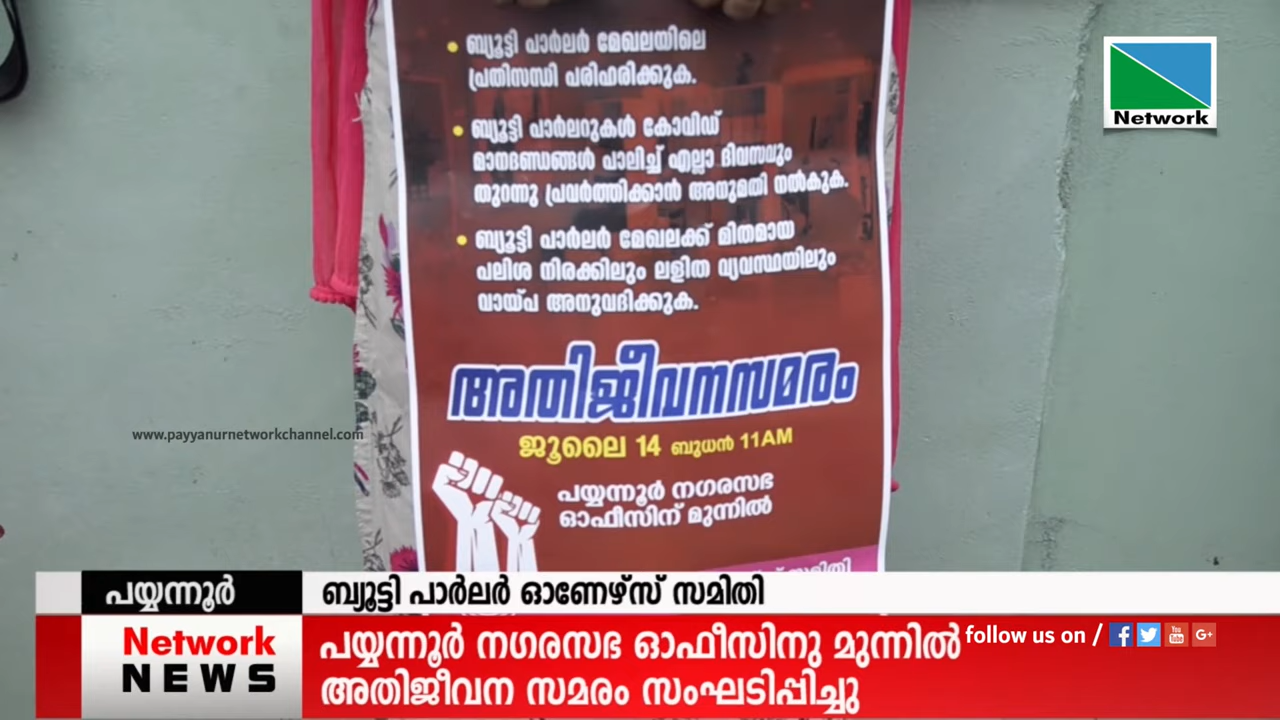 • ബ്യൂട്ടി പാർലർ മേഖലയിലെ
പ്രതിസന്ധി പരിഹരിക്കുക.
• ബ്യൂട്ടി പാർലറുകൾ കോവിഡ്
മാനദണ്ഡങ്ങൾ പാലിച്ച് എല്ലാ ദിവസവും
തുറന്നു പ്രവർത്തിക്കാൻ അനുമതി നൽകുക.
• ബ്യൂട്ടി പാർലർ മേഖലക്ക് മിതമായ
പലിശ നിരക്കിലും ലളിത വ്യവസ്ഥയിലും
വായ്പ അനുവദിക്കുക.
അതിജീവനസമരം
ജൂലൈ 14 ബുധൻ 11AM
പയ്യന്നൂർ നഗരസഭ
ഓഫീസിന് മുന്നിൽ
സമിതി
Network
www.payyanurnetworkchannel.com
പയ്യന്നൂർ
ബ്യൂട്ടി പാർലർ ഓണേഴ്സ് സമിതി
Network
NEWS
പയ്യന്നൂർ നഗരസഭ ഓഫീസിനു മുന്നിൽ
അതിജീവന സമരം സംഘടിപ്പിച്ചു
follow us on /